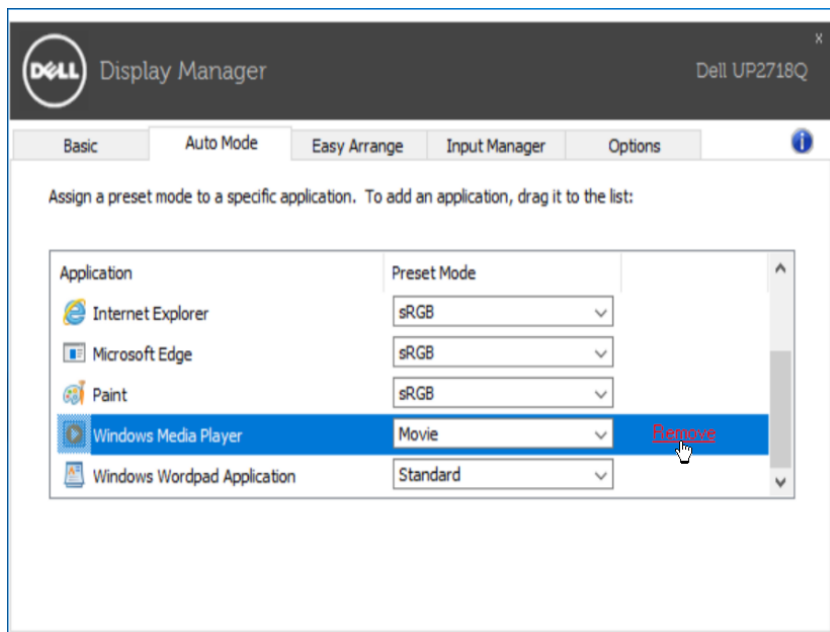 x
DELL Display Manager Dell UP2718Q
Basic Auto Mode Easy Arrange Input Manager Options i
Assign a preset mode to a specific application. To add an application, drag it to the list:
Application Preset Mode
Internet Explorer sRGB
Microsoft Edge sRGB
Paint sRGB
Windows Media Player Movie Remove
Windows Wordpad Application Standard